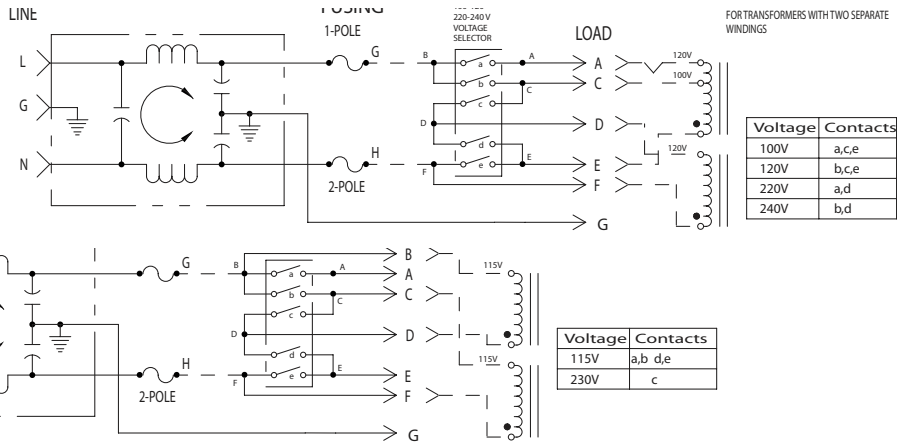 LINE
FUSING
220-240 V
VOLTAGE
SELECTOR
1-POLE
G
L
G
N
H
2-POLE
B
D
F
a
b
c
d
e
A
C
E
LOAD
A
C
D
E
F
G
120V
100V
120V
FOR TRANSFORMERS WITH TWO SEPARATE
WINDINGS
Voltage Contacts
100V a,c,e
120V b,c,e
220V a,d
240V b,d
G
H
2-POLE
B
D
F
a
b
c
d
e
A
C
E
B
A
C
D
E
F
G
115V
115V
Voltage Contacts
115V a,b d,e
230V c